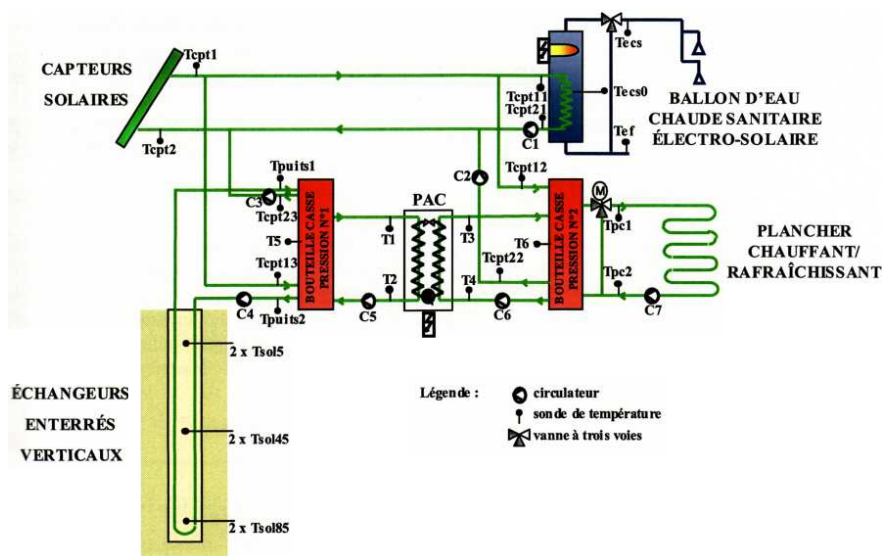 CAPTEURS
SOLAIRES
Tcpt1
Tcpt2
Tecs
Tcpt11
Tecs0
Tcpt21
C1
Tef
BALLON D'EAU
CHAUDE SANITAIRE
ÉLECTRO-SOLAIRE
Tpuits1
C3
Tcpt23
T5
Tcpt13
C4
Tpuits2
BOUTEILLE CASSE
PRESSION N°1
PAC
T1
T2
C5
T3
T4
C6
C2
Tcpt12
T6
Tcpt22
BOUTEILLE CASSE
PRESSION N°2
M
Tpc1
Tpc2
C7
PLANCHER
CHAUFFANT/
RAFRAÎCHISSANT
ÉCHANGEURS
ENTERRÉS
VERTICAUX
2 x Tsol5
2 x Tsol45
2 x Tsol85
Légende :
circulateur
sonde de température
vanne à trois voies